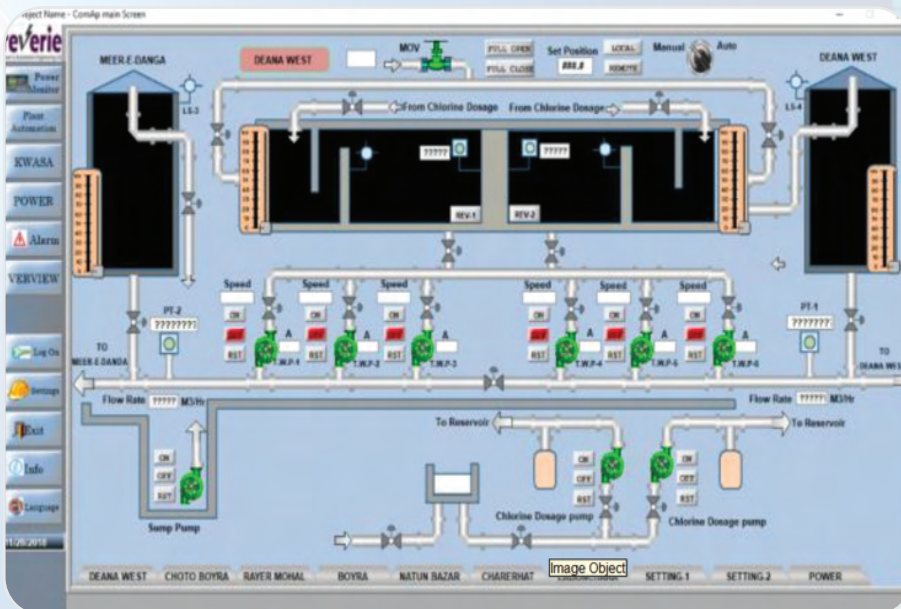 roject Name - ComAp main Screen
reverie
Power
Monitor
Plant
Automation
KWASA
POWER
Alarm
VERVIEW
Log On
Settings
Exit
Info
Language
MEER-E-DANGA
DEANA WEST
MOV
FULL OPEN
FULL CLOSE
Set Position
###.#
LOCAL
REMOTE
Manual
Auto
DEANA WEST
LS-3
LS-4
From Chlorine Dosage
From Chlorine Dosage
?????
?????
REV-1
REV-2
PT-2
????????
PT-1
???????
Speed
Speed
Speed
Speed
Speed
Speed
ON
ON
ON
ON
ON
ON
OFF
OFF
OFF
OFF
OFF
OFF
RST
RST
RST
RST
RST
RST
A
A
A
A
A
A
T.W.P-1
T.W.P-2
T.W.P-3
T.W.P-4
T.W.P-5
T.W.P-6
TO
MEER-E-DANDA
TO
DEANA WEST
Flow Rate ????? M3/Hr
Flow Rate ????? M3/Hr
To Reservoir
To Reservoir
ON
OFF
RST
Sump Pump
ON
OFF
RST
Chlorine Dosage pump
ON
OFF
RST
Chlorine Dosage pump
DEANA WEST
CHOTO BOYRA
RAYER MOHAL
BOYRA
NATUN BAZAR
CHARERHAT
Image Object
SETTING-1
SETTING-2
POWER